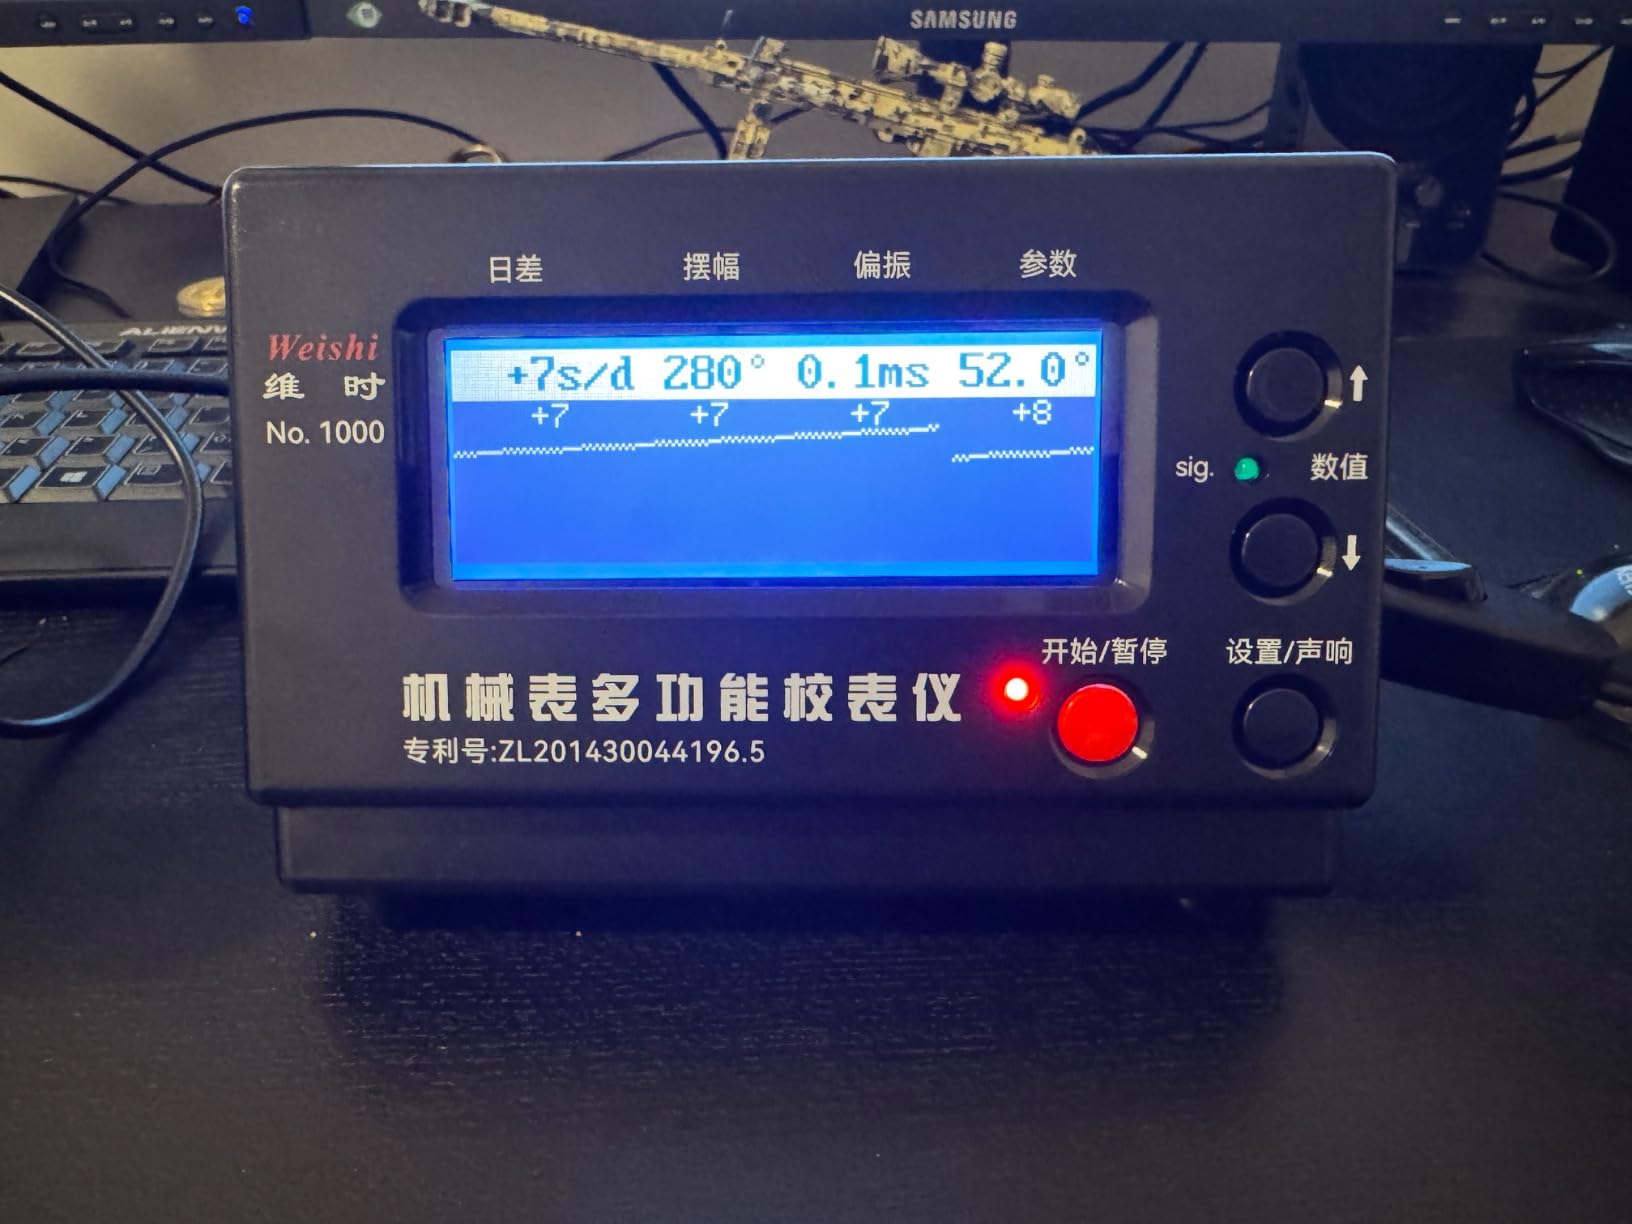 SAMSUNG
ALIENW
日差 摆幅 偏振 参数
Weishi
维时
No. 1000
+7s/d 280° 0.1ms 52.0°
+7 +7 +7 +8
sig. 数值
开始/暂停 设置/声响
机械表多功能校表仪
专利号:ZL201430044196.5